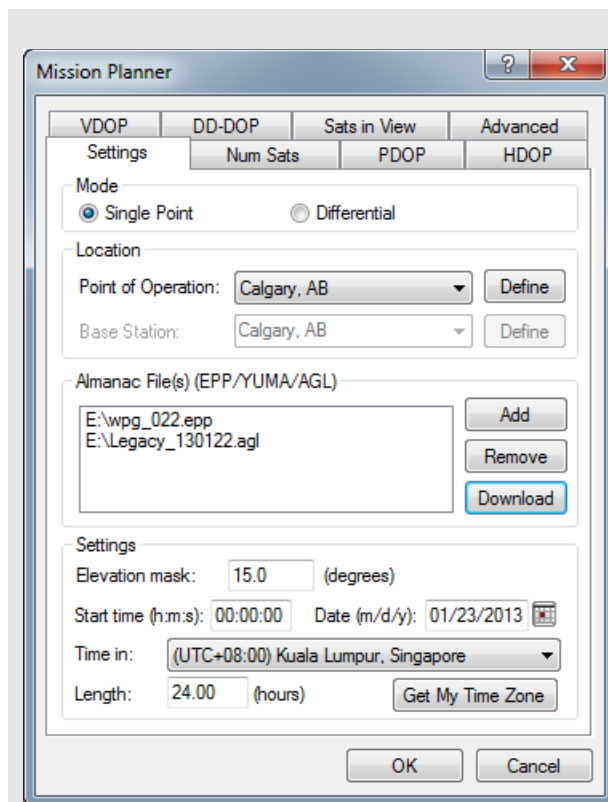 Mission Planner
?
VDOP DD-DOP Sats in View Advanced
Settings Num Sats PDOP HDOP
Mode
Single Point Differential
Location
Point of Operation: Calgary, AB Define
Base Station: Calgary, AB Define
Almanac File(s) (EPP/YUMA/AGL)
E:\wpg_022.epp
E:\Legacy_130122.agl
Add
Remove
Download
Settings
Elevation mask: 15.0 (degrees)
Start time (h:m:s): 00:00:00 Date (m/d/y): 01/23/2013
Time in: (UTC+08:00) Kuala Lumpur, Singapore
Length: 24.00 (hours) Get My Time Zone
OK Cancel